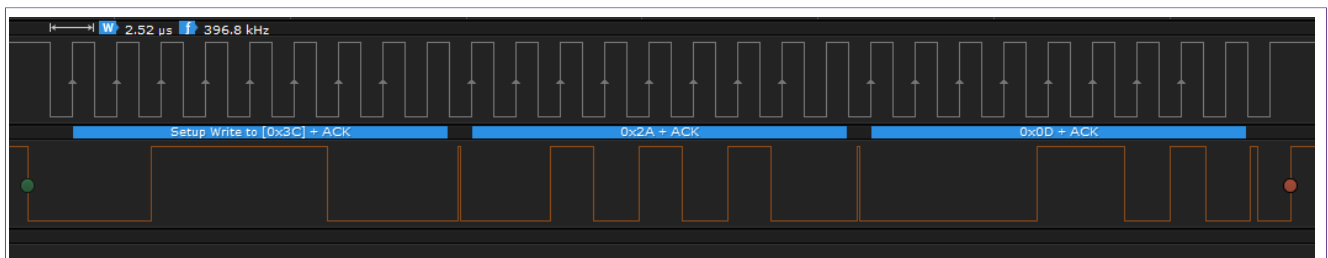 W 2.52 µs f 396.8 kHz
Setup Write to [0x3C] + ACK
0x2A + ACK
0x0D + ACK